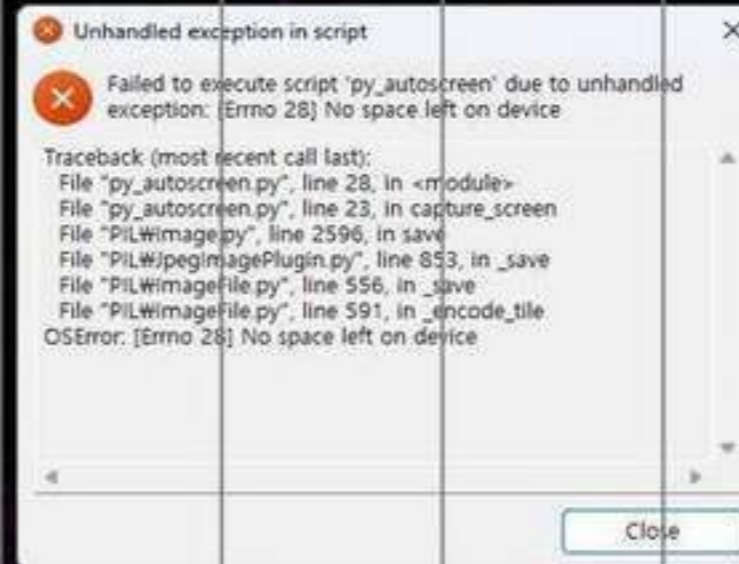 Unhandled exception in script
Failed to execute script 'py_autoscreen' due to unhandled
exception: [Errno 28] No space left on device
Traceback (most recent call last):
File "py_autoscreen.py", line 28, in <module>
File "py_autoscreen.py", line 23, in capture_screen
File "PIL₩Image.py", line 2596, in save
File "PIL₩JpegImagePlugin.py", line 853, in _save
File "PIL₩ImageFile.py", line 556, in _save
File "PIL₩ImageFile.py", line 591, in _encode_tile
OSError: [Errno 28] No space left on device
Close